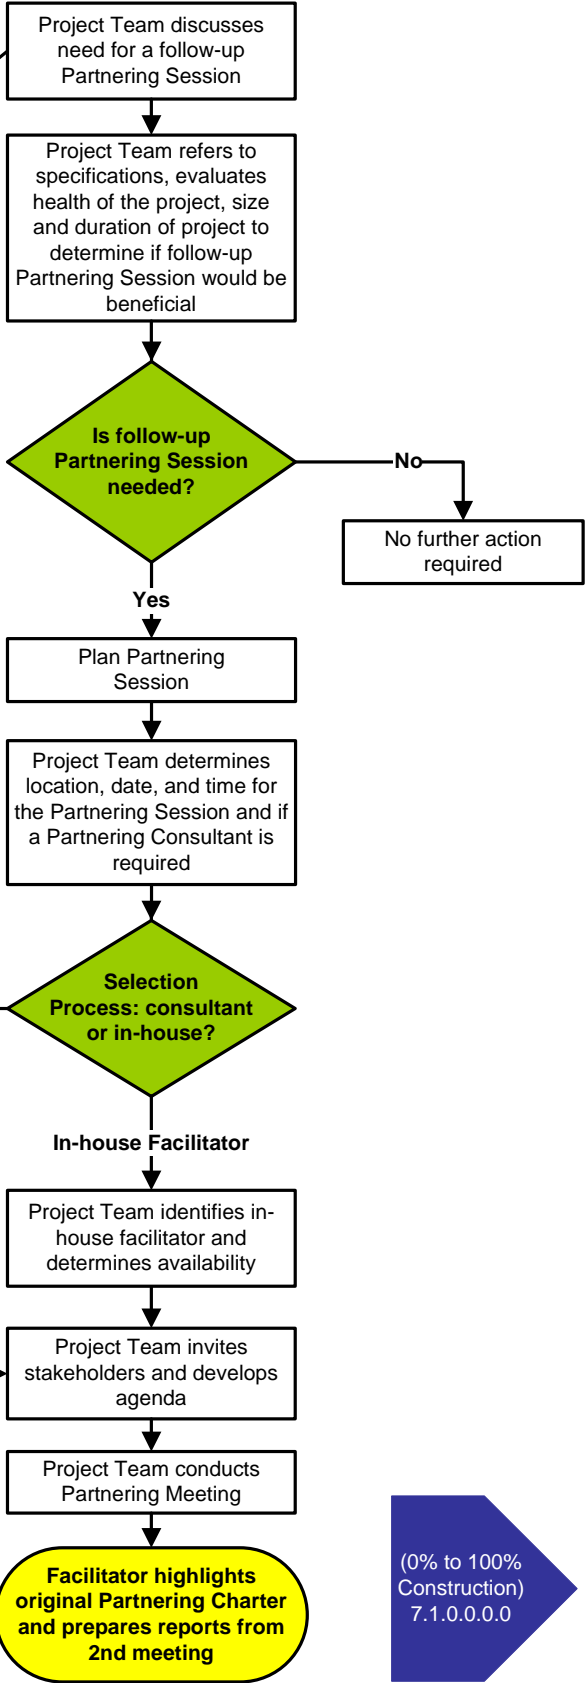 Project Team discusses
need for a follow-up
Partnering Session
Project Team refers to
specifications, evaluates
health of the project, size
and duration of project to
determine if follow-up
Partnering Session would be
beneficial
Is follow-up
Partnering Session
needed?
No
No further action
required
Yes
Plan Partnering
Session
Project Team determines
location, date, and time for
the Partnering Session and if
a Partnering Consultant is
required
Selection
Process: consultant
or in-house?
In-house Facilitator
Project Team identifies in-
house facilitator and
determines availability
Project Team invites
stakeholders and develops
agenda
Project Team conducts
Partnering Meeting
Facilitator highlights
original Partnering Charter
and prepares reports from
2nd meeting
(0% to 100%
Construction)
7.1.0.0.0.0